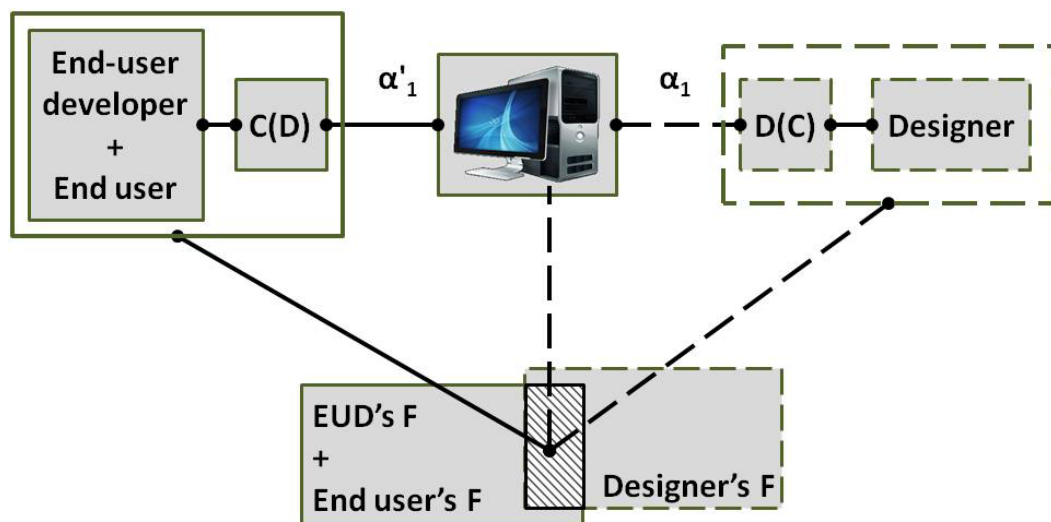 End-user
developer
+
End user
C(D)
α'₁
α₁
D(C)
Designer
EUD's F
+
End user's F
Designer's F